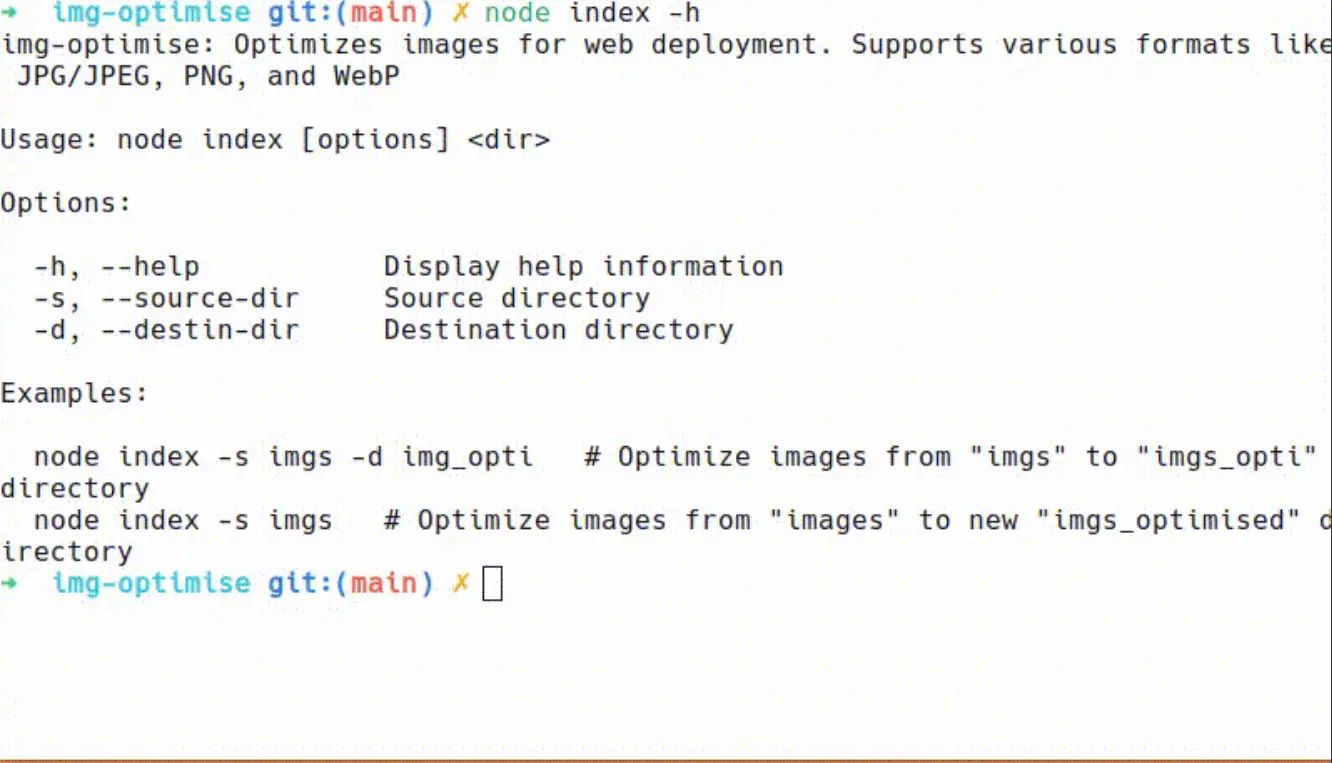 ➜  img-optimise git:(main) ✗ node index -h
img-optimise: Optimizes images for web deployment. Supports various formats like
 JPG/JPEG, PNG, and WebP

Usage: node index [options] <dir>

Options:

  -h, --help           Display help information
  -s, --source-dir     Source directory
  -d, --destin-dir     Destination directory

Examples:

  node index -s imgs -d img_opti   # Optimize images from "imgs" to "imgs_opti"
directory
  node index -s imgs   # Optimize images from "images" to new "imgs_optimised" d
irectory
➜  img-optimise git:(main) ✗